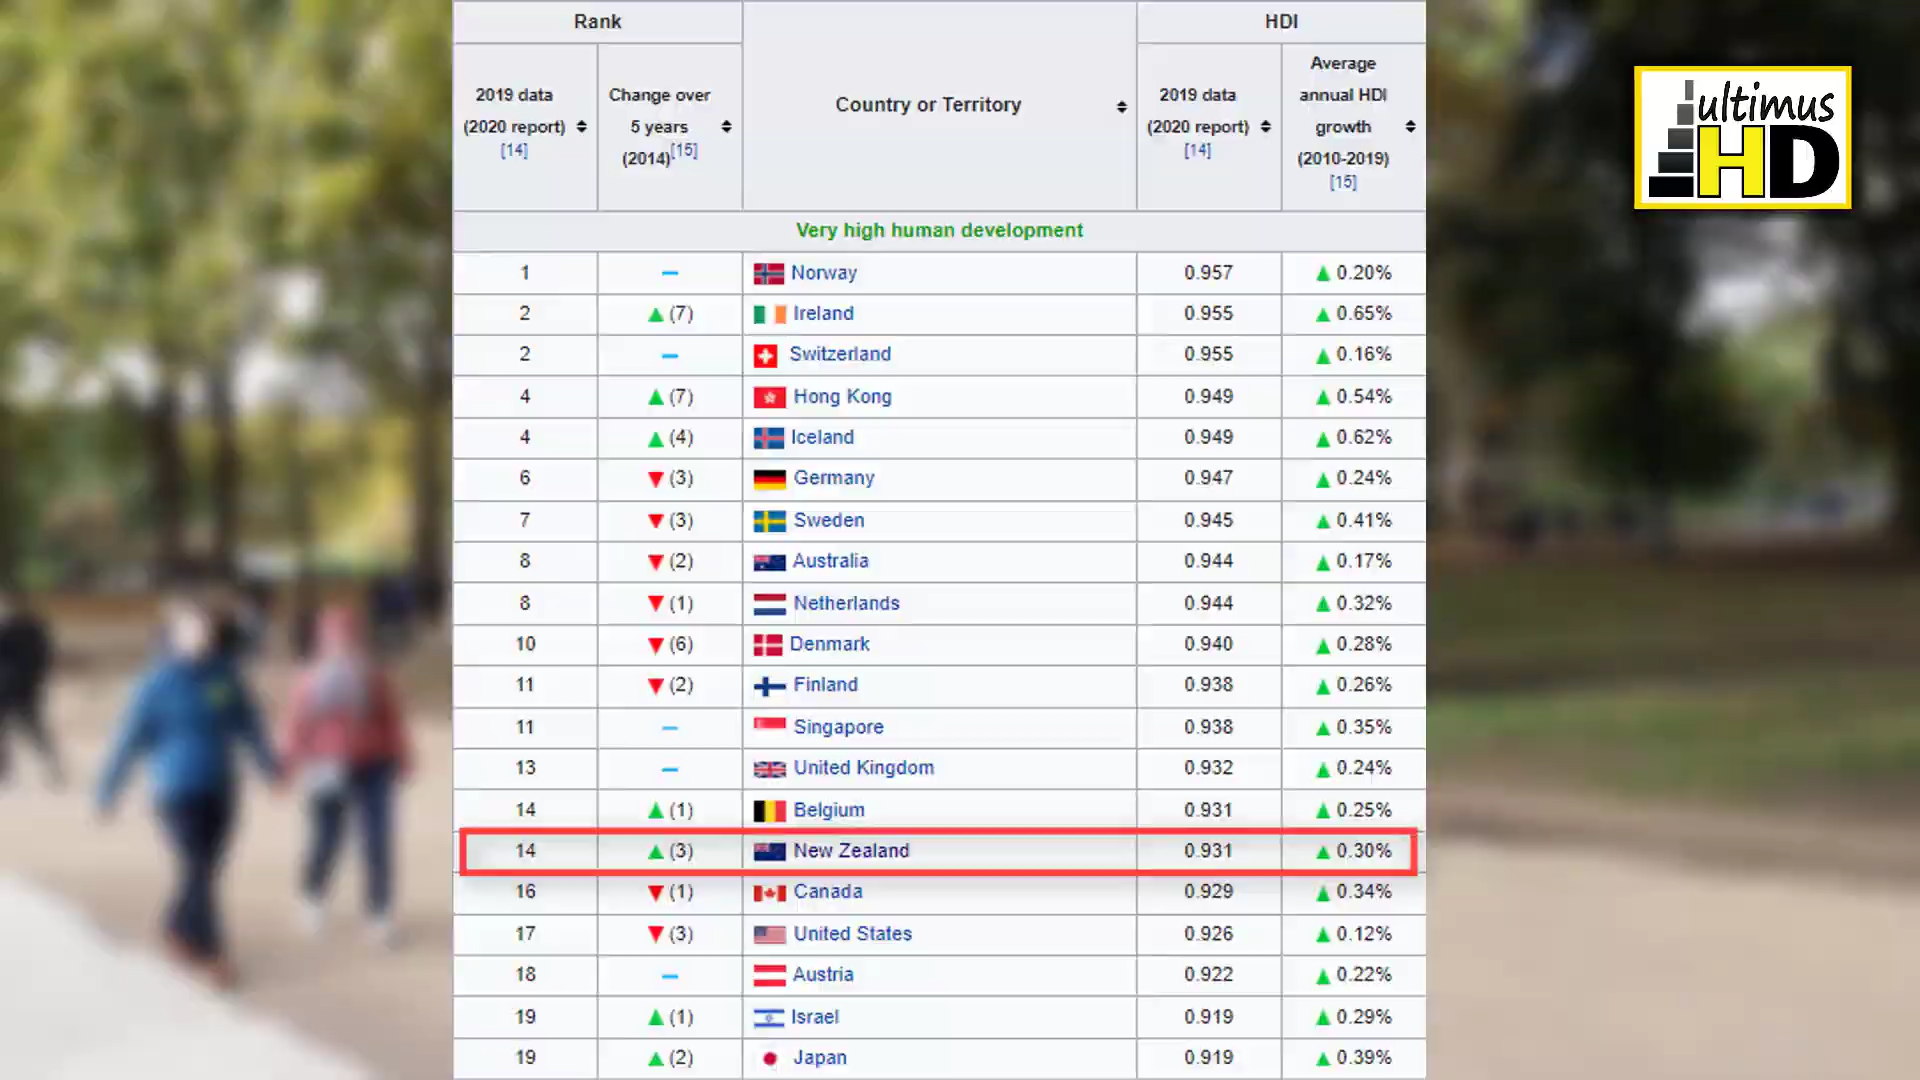 Rank HDI
2019 data (2020 report) [14]
Change over 5 years (2014)[15]
Country or Territory
2019 data (2020 report) [14]
Average annual HDI growth (2010-2019) [15]
ultimus
HD
Very high human development
1 – Norway 0.957 ▲ 0.20%
2 ▲ (7) Ireland 0.955 ▲ 0.65%
2 – Switzerland 0.955 ▲ 0.16%
4 ▲ (7) Hong Kong 0.949 ▲ 0.54%
4 ▲ (4) Iceland 0.949 ▲ 0.62%
6 ▼ (3) Germany 0.947 ▲ 0.24%
7 ▼ (3) Sweden 0.945 ▲ 0.41%
8 ▼ (2) Australia 0.944 ▲ 0.17%
8 ▼ (1) Netherlands 0.944 ▲ 0.32%
10 ▼ (6) Denmark 0.940 ▲ 0.28%
11 ▼ (2) Finland 0.938 ▲ 0.26%
11 – Singapore 0.938 ▲ 0.35%
13 – United Kingdom 0.932 ▲ 0.24%
14 ▲ (1) Belgium 0.931 ▲ 0.25%
14 ▲ (3) New Zealand 0.931 ▲ 0.30%
16 ▼ (1) Canada 0.929 ▲ 0.34%
17 ▼ (3) United States 0.926 ▲ 0.12%
18 – Austria 0.922 ▲ 0.22%
19 ▲ (1) Israel 0.919 ▲ 0.29%
19 ▲ (2) Japan 0.919 ▲ 0.39%